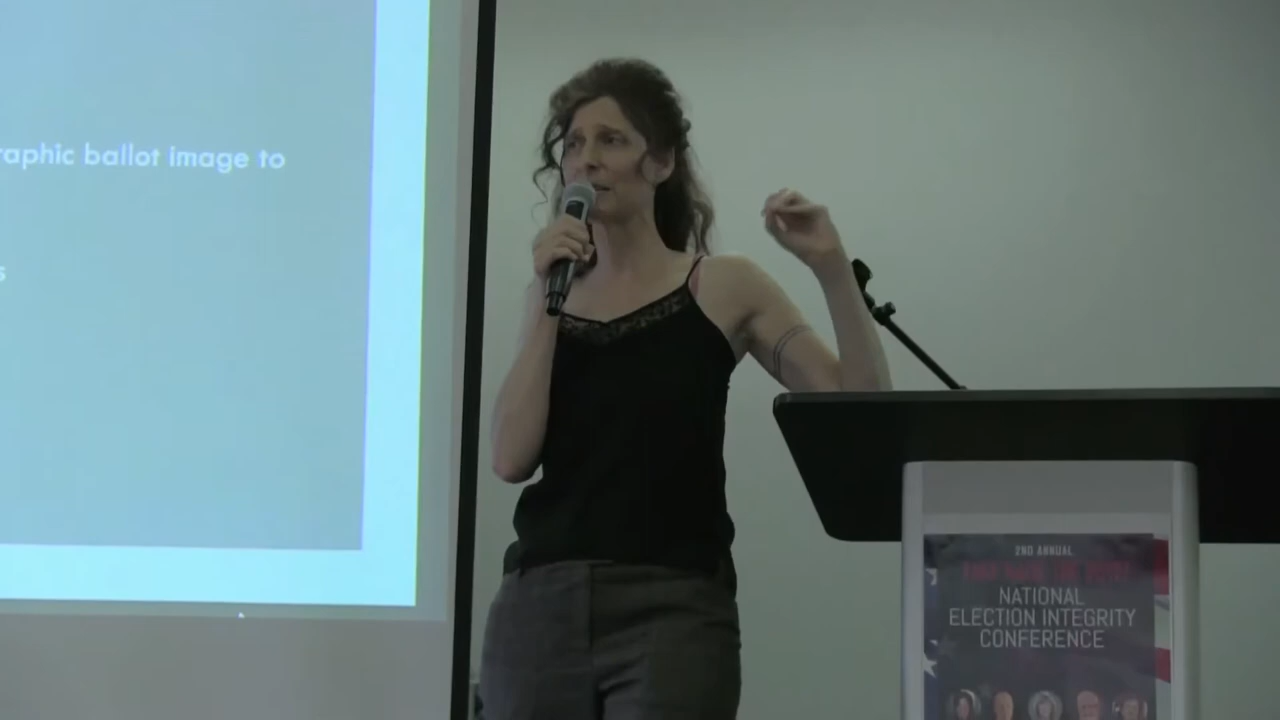 raphic ballot image to
s
2ND ANNUAL
NATIONAL
ELECTION INTEGRITY
CONFERENCE